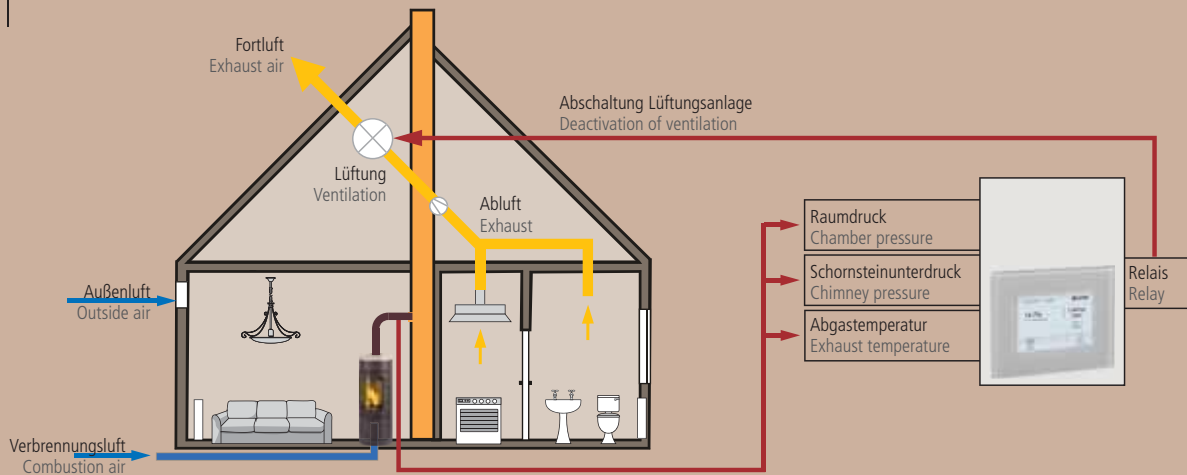 Fortluft
Exhaust air
Abschaltung Lüftungsanlage
Deactivation of ventilation
Lüftung
Ventilation
Abluft
Exhaust
Raumdruck
Chamber pressure
Schornsteinunterdruck
Chimney pressure
Relais
Relay
Außenluft
Outside air
Abgastemperatur
Exhaust temperature
Verbrennungsluft
Combustion air